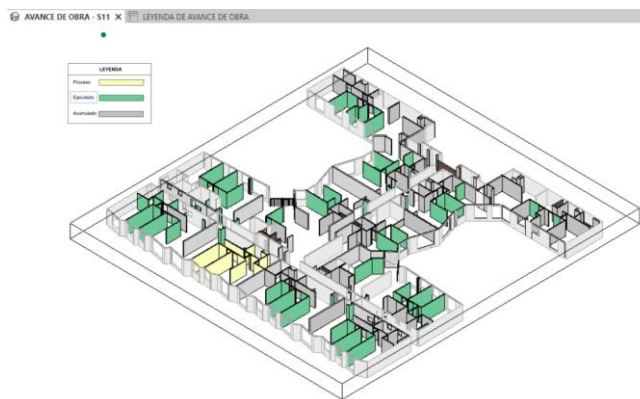 AVANCE DE OBRA - S11
LEYENDA DE AVANCE DE OBRA
LEYENDA
Proceso
Ejecutado
Acumulado